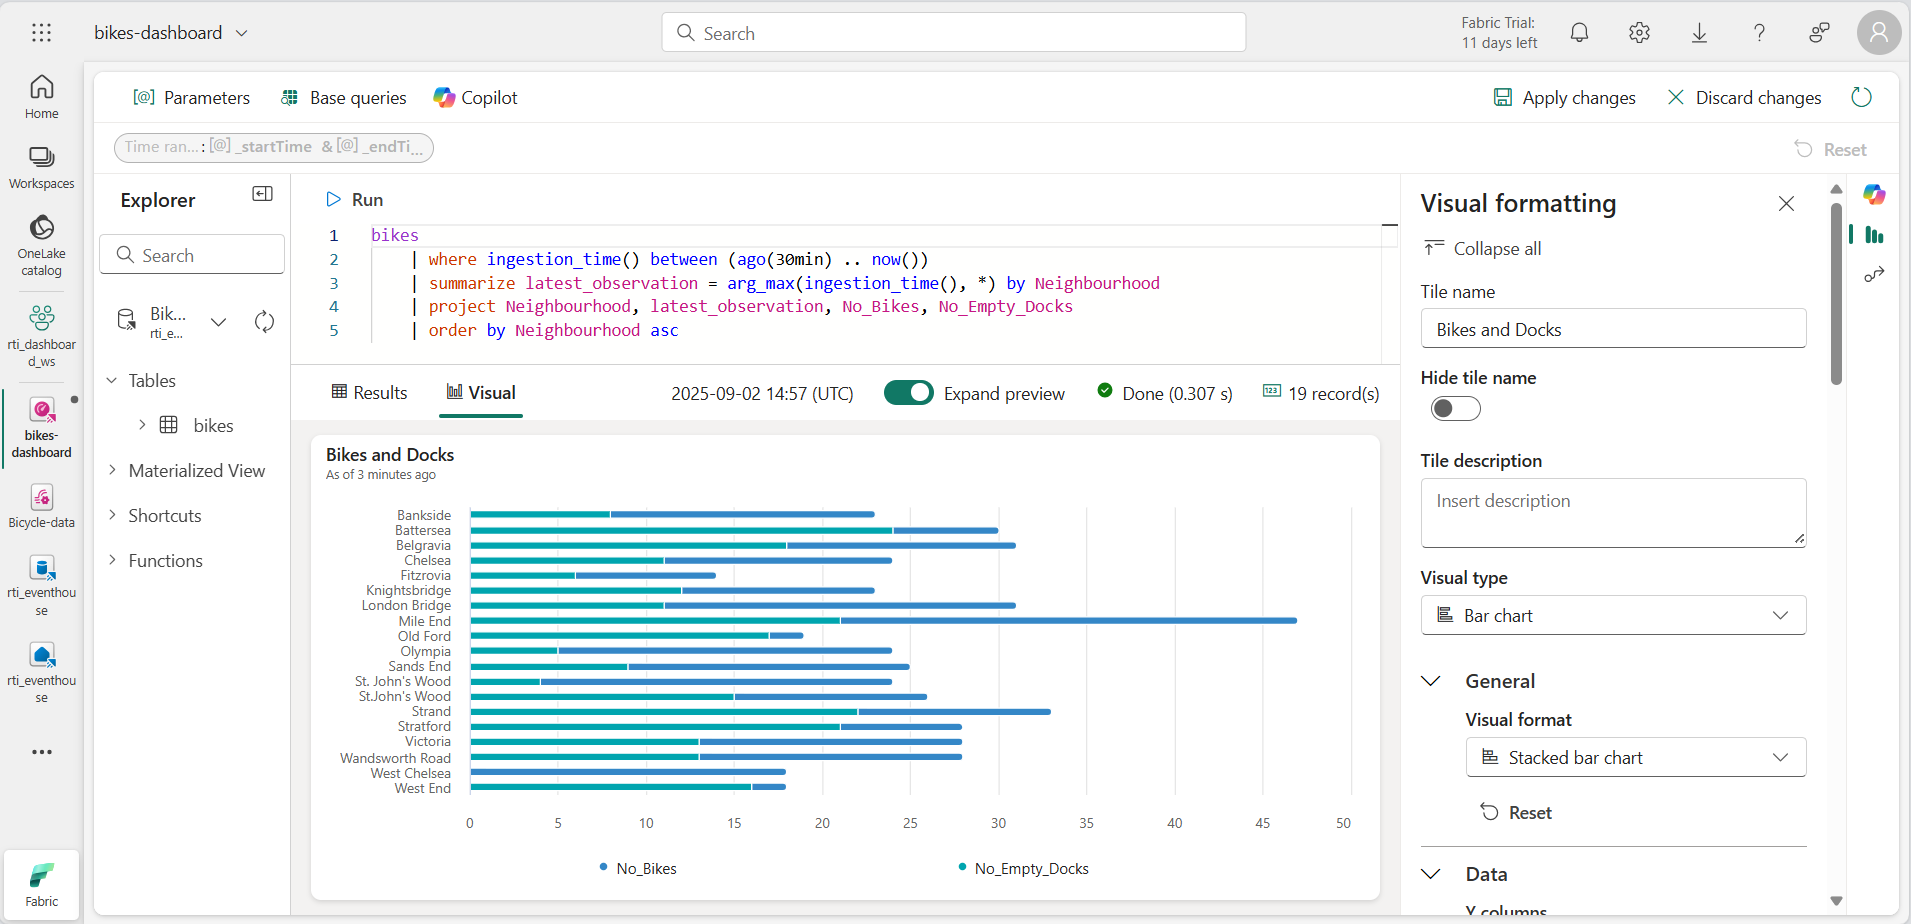 bikes-dashboard
Search
Fabric Trial:
11 days left
Home
Workspaces
OneLake
catalog
rti_dashboar
d_ws
bikes-
dashboard
Bicycle-data
rti_eventhou
se
rti_eventhou
se
Fabric
Parameters
Base queries
Copilot
Apply changes
Discard changes
Time ran... : [@] _startTime & [@] _endTi...
Reset
Explorer
Search
Bik...
rti_e...
Tables
bikes
Materialized View
Shortcuts
Functions
Run
1 bikes
2 | where ingestion_time() between (ago(30min) .. now())
3 | summarize latest_observation = arg_max(ingestion_time(), *) by Neighbourhood
4 | project Neighbourhood, latest_observation, No_Bikes, No_Empty_Docks
5 | order by Neighbourhood asc
Results
Visual
2025-09-02 14:57 (UTC)
Expand preview
Done (0.307 s)
19 record(s)
Bikes and Docks
As of 3 minutes ago
Bankside
Battersea
Belgravia
Chelsea
Fitzrovia
Knightsbridge
London Bridge
Mile End
Old Ford
Olympia
Sands End
St. John's Wood
St.John's Wood
Strand
Stratford
Victoria
Wandsworth Road
West Chelsea
West End
0 5 10 15 20 25 30 35 40 45 50
No_Bikes
No_Empty_Docks
Visual formatting
Collapse all
Tile name
Bikes and Docks
Hide tile name
Tile description
Insert description
Visual type
Bar chart
General
Visual format
Stacked bar chart
Reset
Data
Y columns